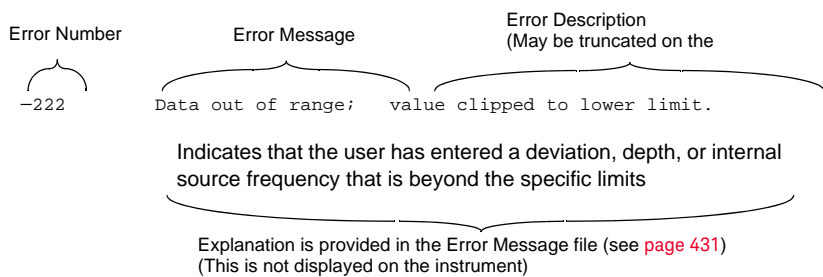 Error Number
Error Message
Error Description
(May be truncated on the
−222 Data out of range; value clipped to lower limit.
Indicates that the user has entered a deviation, depth, or internal
source frequency that is beyond the specific limits
Explanation is provided in the Error Message file (see page 431)
(This is not displayed on the instrument)